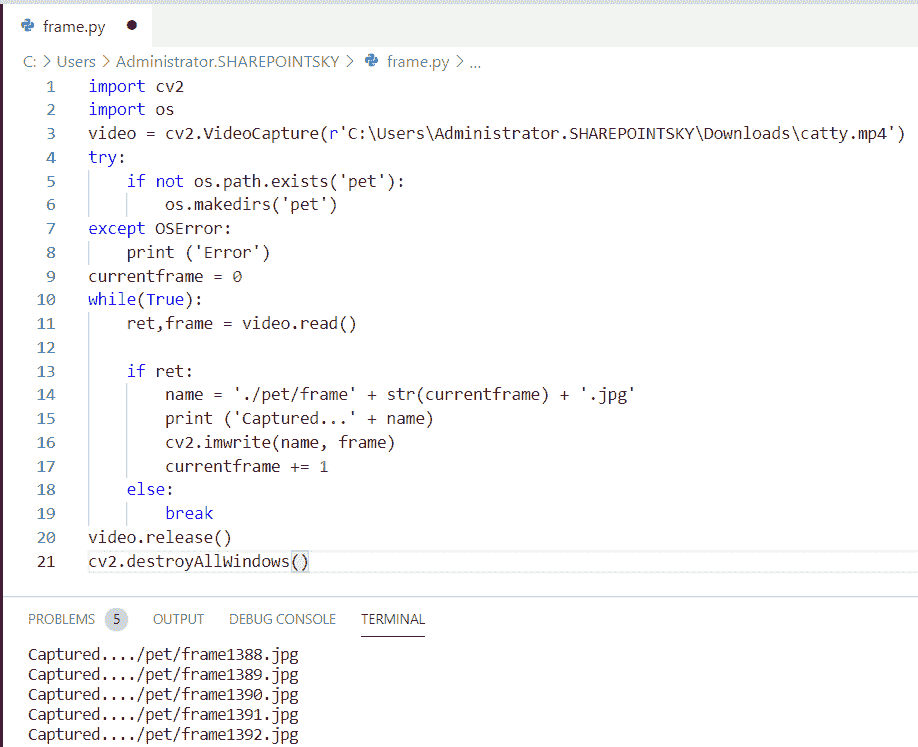 frame.py
C: > Users > Administrator.SHAREPOINTSKY > frame.py > ...
1 import cv2
2 import os
3 video = cv2.VideoCapture(r'C:\Users\Administrator.SHAREPOINTSKY\Downloads\catty.mp4')
4 try:
5     if not os.path.exists('pet'):
6         os.makedirs('pet')
7 except OSError:
8     print ('Error')
9 currentframe = 0
10 while(True):
11     ret,frame = video.read()
12
13     if ret:
14         name = './pet/frame' + str(currentframe) + '.jpg'
15         print ('Captured...' + name)
16         cv2.imwrite(name, frame)
17         currentframe += 1
18     else:
19         break
20 video.release()
21 cv2.destroyAllWindows()
PROBLEMS 5 OUTPUT DEBUG CONSOLE TERMINAL
Captured..../pet/frame1388.jpg
Captured..../pet/frame1389.jpg
Captured..../pet/frame1390.jpg
Captured..../pet/frame1391.jpg
Captured..../pet/frame1392.jpg